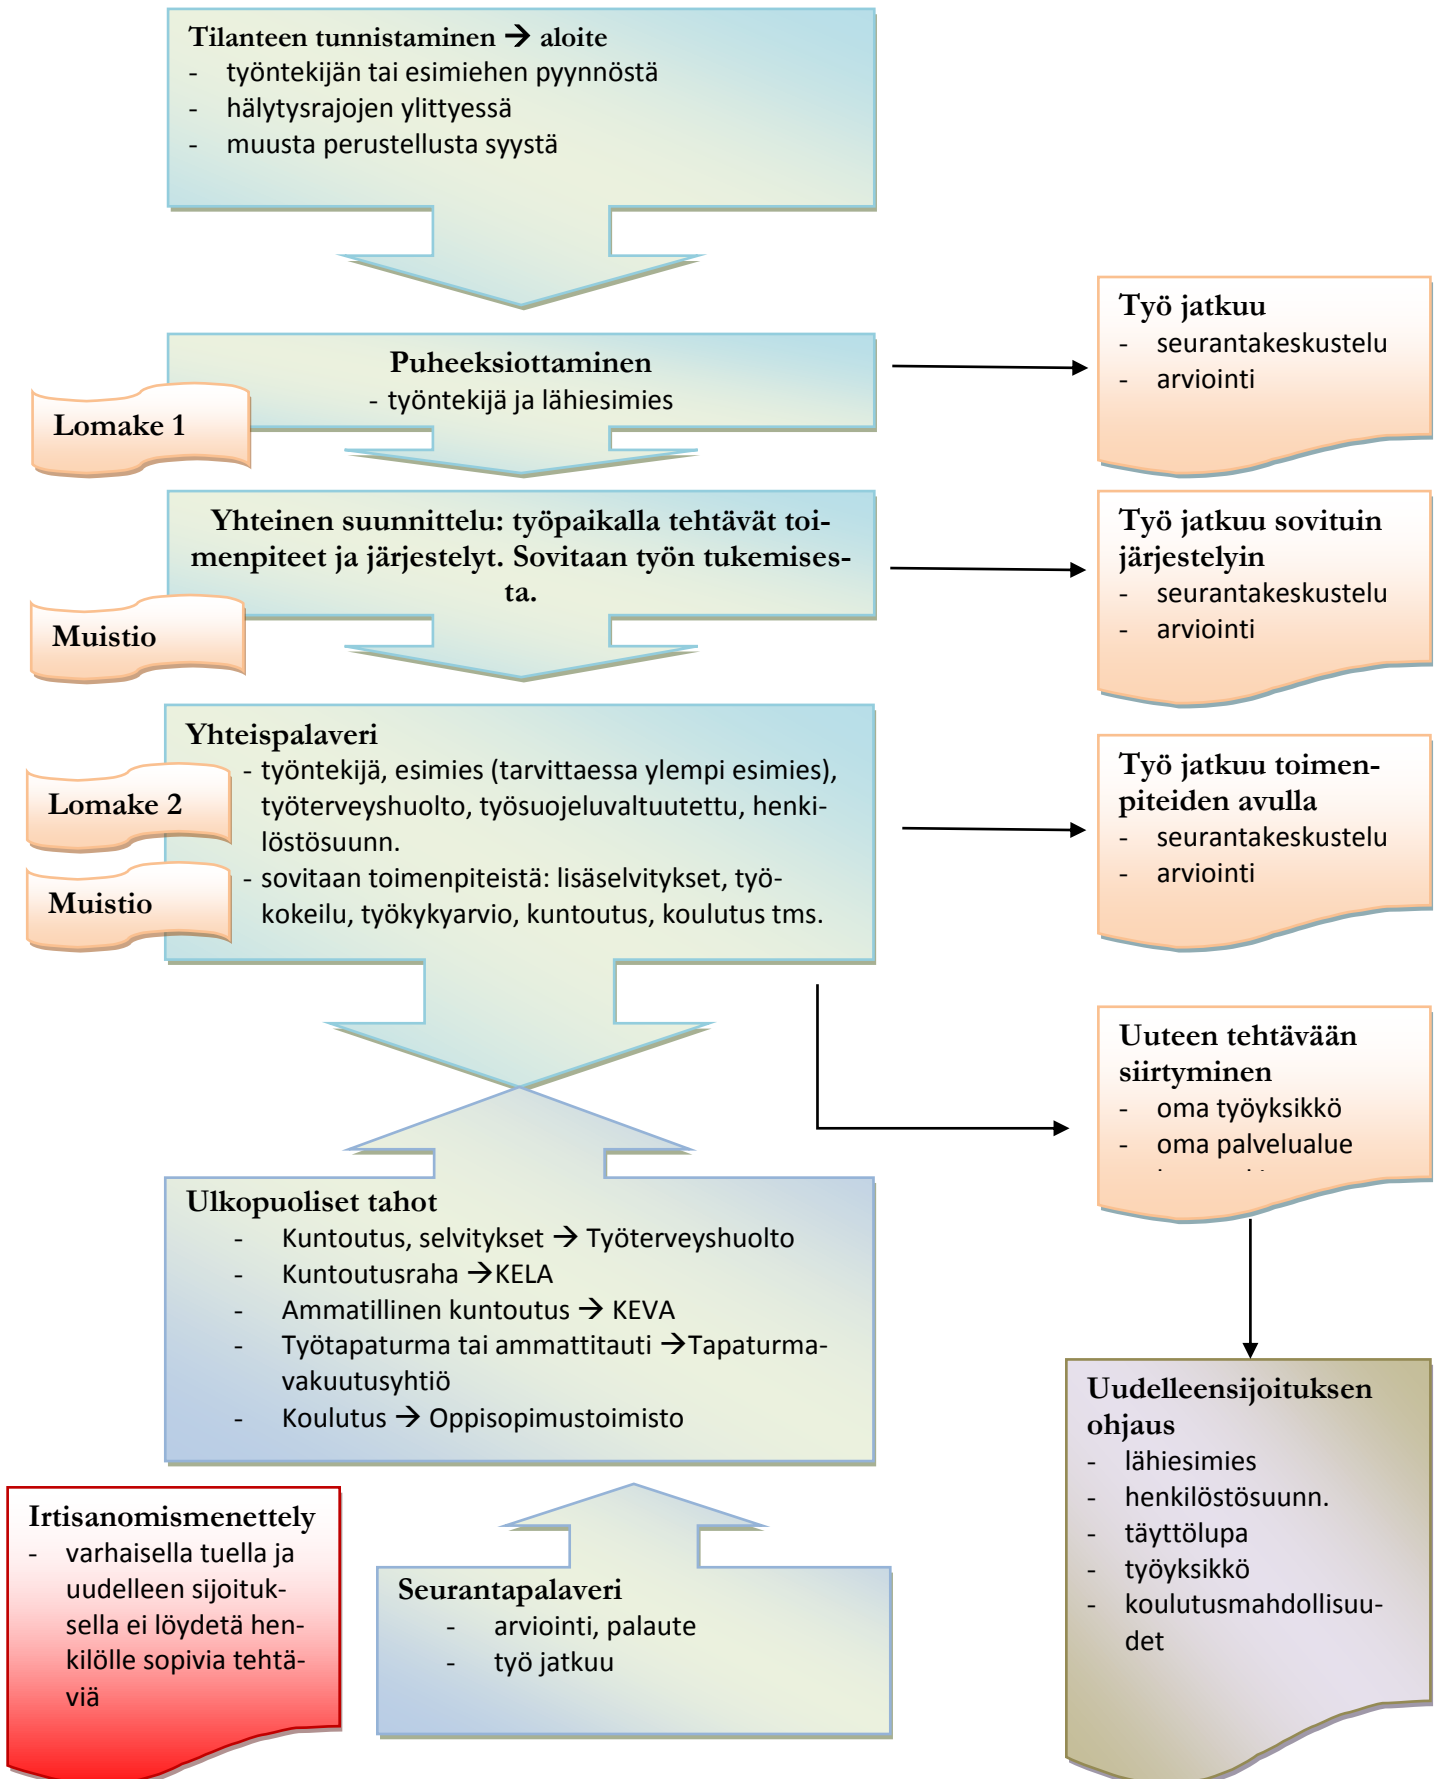 Tilanteen tunnistaminen → aloite
- työntekijän tai esimiehen pyynnöstä
- hälytysrajojen ylittyessä
- muusta perustellusta syystä
Puheeksiottaminen
- työntekijä ja lähiesimies
Lomake 1
Työ jatkuu
- seurantakeskustelu
- arviointi
Yhteinen suunnittelu: työpaikalla tehtävät toi-
menpiteet ja järjestelyt. Sovitaan työn tukemises-
ta.
Muistio
Työ jatkuu sovituin
järjestelyin
- seurantakeskustelu
- arviointi
Yhteispalaveri
- työntekijä, esimies (tarvittaessa ylempi esimies),
työterveyshuolto, työsuojeluvaltuutettu, henki-
löstösuunn.
- sovitaan toimenpiteistä: lisäselvitykset, työ-
kokeilu, työkykyarvio, kuntoutus, koulutus tms.
Lomake 2
Muistio
Työ jatkuu toimen-
piteiden avulla
- seurantakeskustelu
- arviointi
Uuteen tehtävään
siirtyminen
- oma työyksikkö
- oma palvelualue
Ulkopuoliset tahot
- Kuntoutus, selvitykset → Työterveyshuolto
- Kuntoutusraha →KELA
- Ammatillinen kuntoutus → KEVA
- Työtapaturma tai ammattitauti →Tapaturma-
vakuutusyhtiö
- Koulutus → Oppisopimustoimisto
Uudelleensijoituksen
ohjaus
- lähiesimies
- henkilöstösuunn.
- täyttölupa
- työyksikkö
- koulutusmahdollisuu-
det
Irtisanomismenettely
- varhaisella tuella ja
uudelleen sijoituk-
sella ei löydetä hen-
kilölle sopivia tehtä-
viä
Seurantapalaveri
- arviointi, palaute
- työ jatkuu